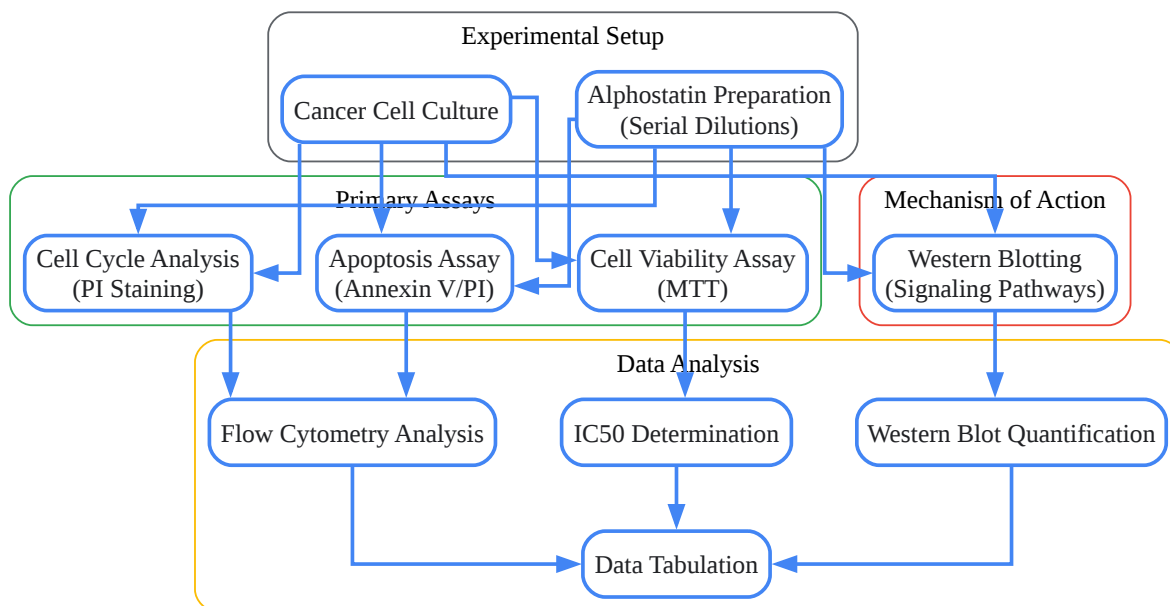 Experimental Setup
Cancer Cell Culture
Alphostatin Preparation
(Serial Dilutions)
Primary Assays
Mechanism of Action
Cell Cycle Analysis
(PI Staining)
Apoptosis Assay
(Annexin V/PI)
Cell Viability Assay
(MTT)
Western Blotting
(Signaling Pathways)
Data Analysis
Flow Cytometry Analysis
IC50 Determination
Western Blot Quantification
Data Tabulation